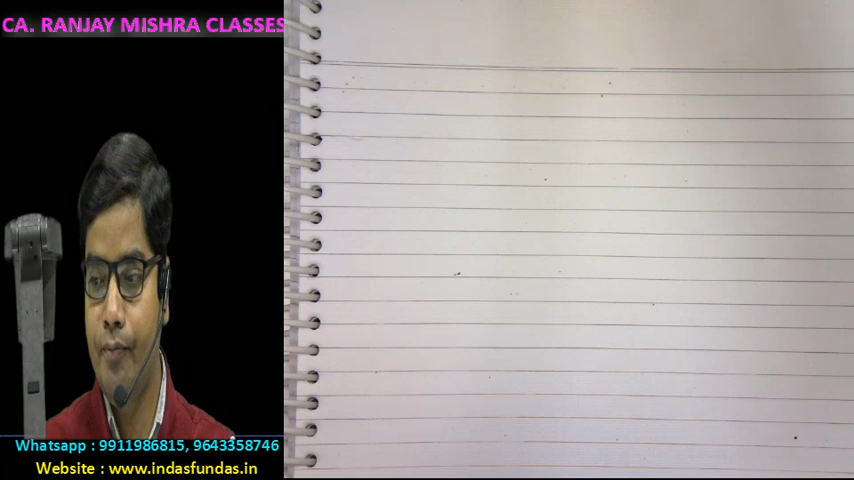 CA. RANJAY MISHRA CLASSES
Whatsapp : 9911986815, 9643358746
Website : www.indasfundas.in